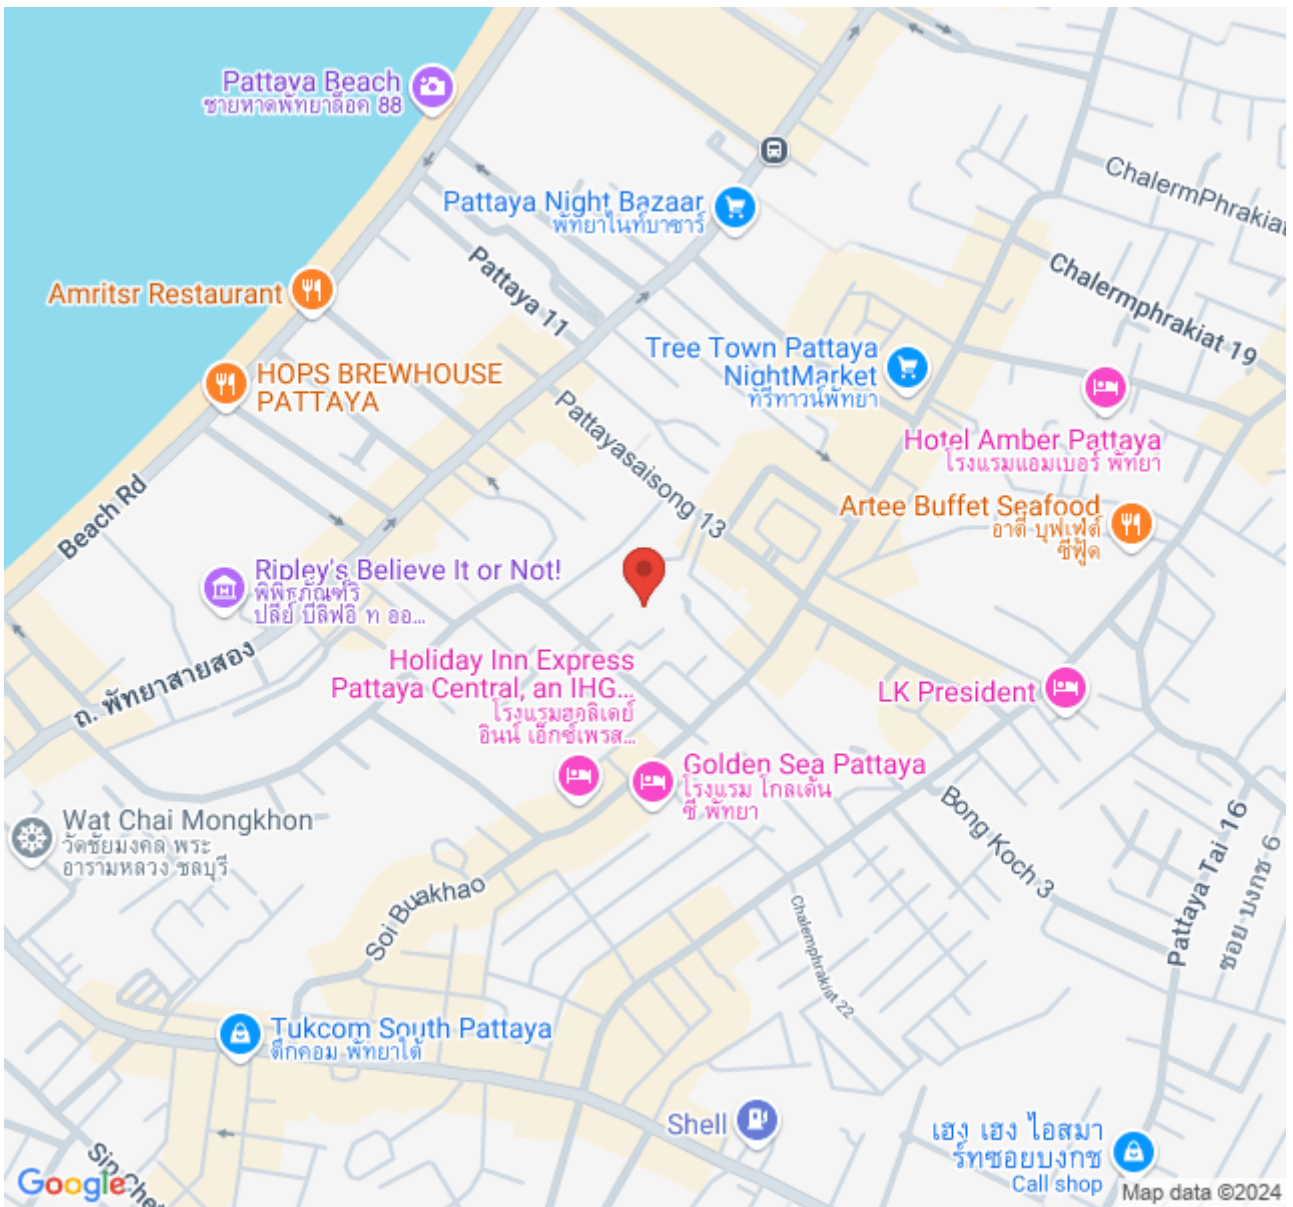 Pattaya Beach
ชายหาดพัทยาล็อค 88
ChalermPhrakiat
Pattaya Night Bazaar
พัทยาไนท์บาซาร์
Pattaya 11
Chalermphrakiat 19
Amritsr Restaurant
Tree Town Pattaya
NightMarket
ทรีทาวน์พัทยา
HOPS BREWHOUSE
PATTAYA
Pattayasaisong 13
Hotel Amber Pattaya
โรงแรมแอมเบอร์ พัทยา
Beach Rd
Artee Buffet Seafood
อาตี บุฟเฟ่ต์
ซีฟู้ด
Ripley's Believe It or Not!
พิพิธภัณฑ์ริ
ปลีย์ บีลีฟอิ ท ออ...
ถ. พัทยาสายสอง
Holiday Inn Express
Pattaya Central, an IHG...
โรงแรมฮอลิเดย์
อินน์ เอ็กซ์เพรส...
LK President
Golden Sea Pattaya
โรงแรม โกลเด้น
ซี พัทยา
Bong Koch 3
Pattaya Tai 16
ซอย บงกช 6
Wat Chai Mongkhon
วัดชัยมงคล พระ
อารามหลวง ชลบุรี
Soi Buakhao
Chalermphrakiat 22
Tukcom South Pattaya
ตึกคอม พัทยาใต้
Shell
เฮง เฮง ไอสมา
ร์ทซอยบงกช
Call shop
Google
Map data ©2024